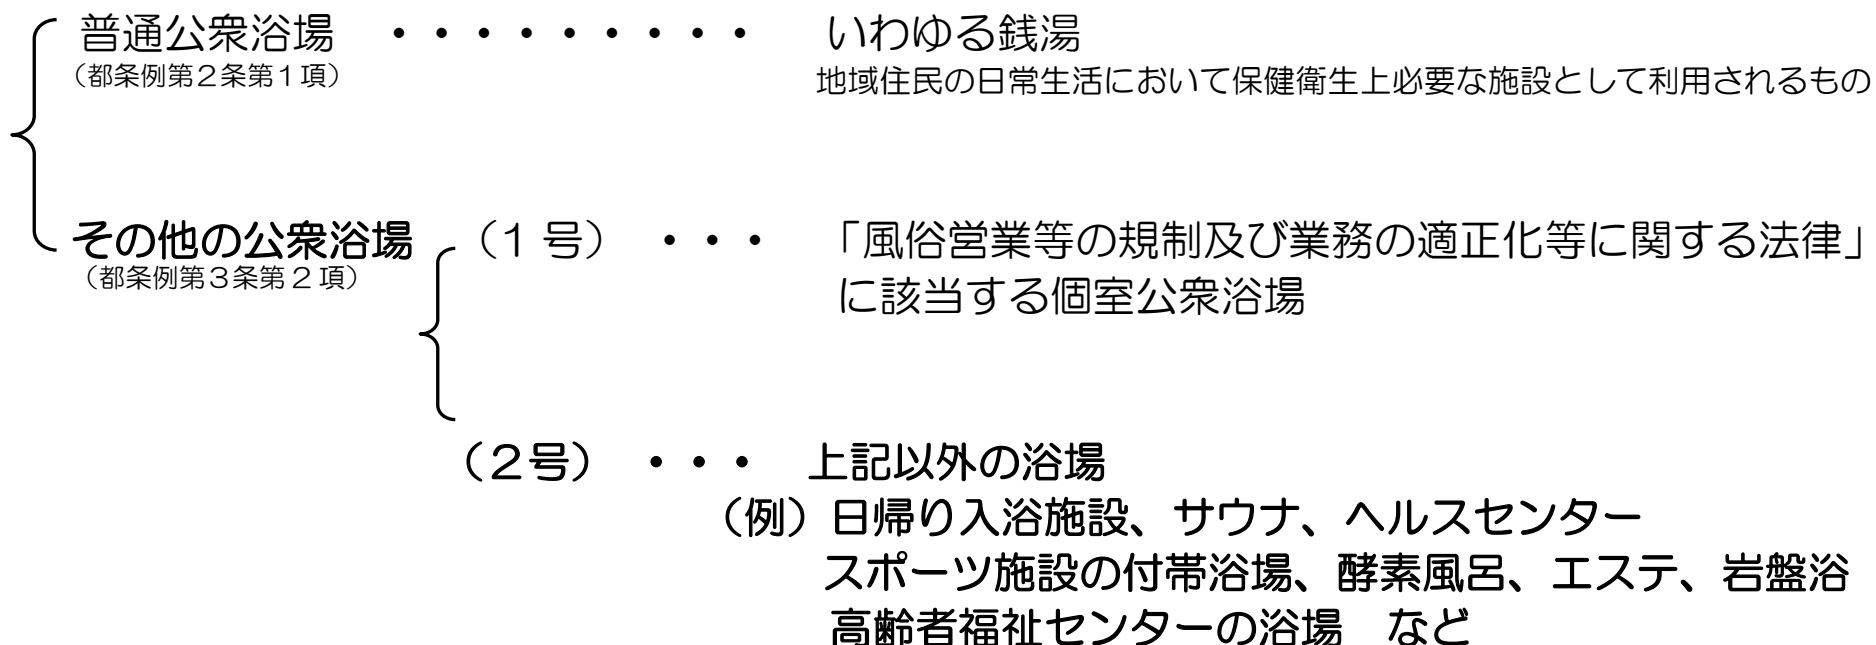 普通公衆浴場　・・・・・・・・・　いわゆる銭湯
（都条例第２条第１項）　地域住民の日常生活において保健衛生上必要な施設として利用されるもの
その他の公衆浴場　（１号）　・・・　「風俗営業等の規制及び業務の適正化等に関する法律」
（都条例第３条第２項）　に該当する個室公衆浴場
（２号）　・・・　上記以外の浴場
（例）日帰り入浴施設、サウナ、ヘルスセンター
スポーツ施設の付帯浴場、酵素風呂、エステ、岩盤浴
高齢者福祉センターの浴場　など